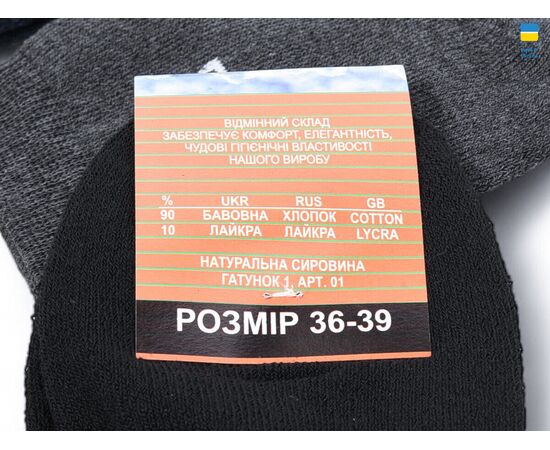 ВІДМІННИЙ СКЛАД
ЗАБЕЗПЕЧУЄ КОМФОРТ, ЕЛЕГАНТНІСТЬ,
ЧУДОВІ ГІГІЄНІЧНІ ВЛАСТИВОСТІ
НАШОГО ВИРОБУ
% UKR RUS GB
90 БАВОВНА ХЛОПОК COTTON
10 ЛАЙКРА ЛАЙКРА LYCRA
НАТУРАЛЬНА СИРОВИНА
ГАТУНОК 1, АРТ. 01
РОЗМІР 36-39